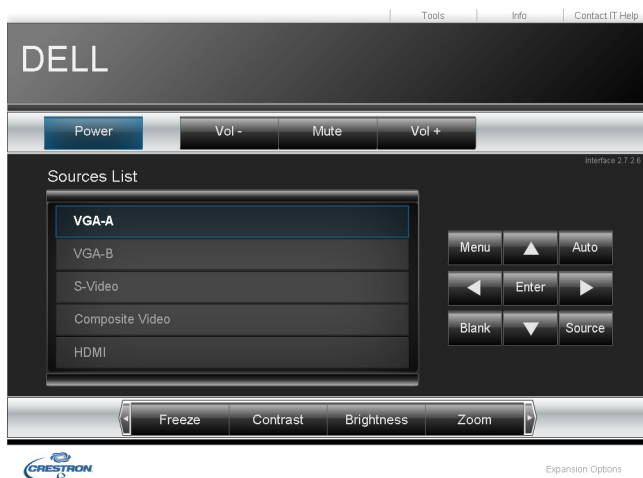 Tools Info Contact IT Help
DELL
Power Vol - Mute Vol +
Interface 2.7.2.6
Sources List
VGA-A
VGA-B
S-Video
Composite Video
HDMI
Menu Auto
Enter
Blank Source
Freeze Contrast Brightness Zoom
CRESTRON
Expansion Options